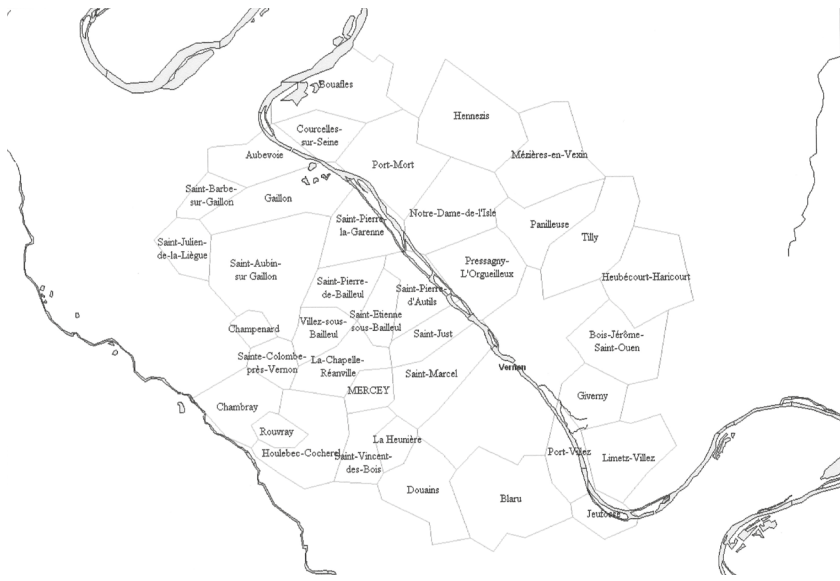 Bouafles
Hennezis
Courcelles-
sur-Seine
Aubevoie
Port-Mort
Mézières-en-Vexin
Saint-Barbe-
sur-Gaillon
Gaillon
Notre-Dame-de-l'Isle
Saint-Pierre-
la-Garenne
Panilleuse
Tilly
Saint-Julien-
de-la-Liègue
Saint-Aubin-
sur Gaillon
Pressagny-
L'Orgueilleux
Heubécourt-Haricourt
Saint-Pierre-
de-Bailleul
Saint-Pierre-
d'Autils
Champenard
Villez-sous-
Bailleul
Saint-Etienne
sous-Bailleul
Saint-Just
Bois-Jérôme-
Saint-Ouen
Sainte-Colombe-
près-Vernon
La-Chapelle-
Réanville
Saint-Marcel
Vernon
MERCEY
Giverny
Chambray
Rouvray
La Heunière
Houlebec-Cocherel
Saint-Vincent-
des-Bois
Port-Villez
Limetz-Villez
Douains
Blaru
Jeufosse